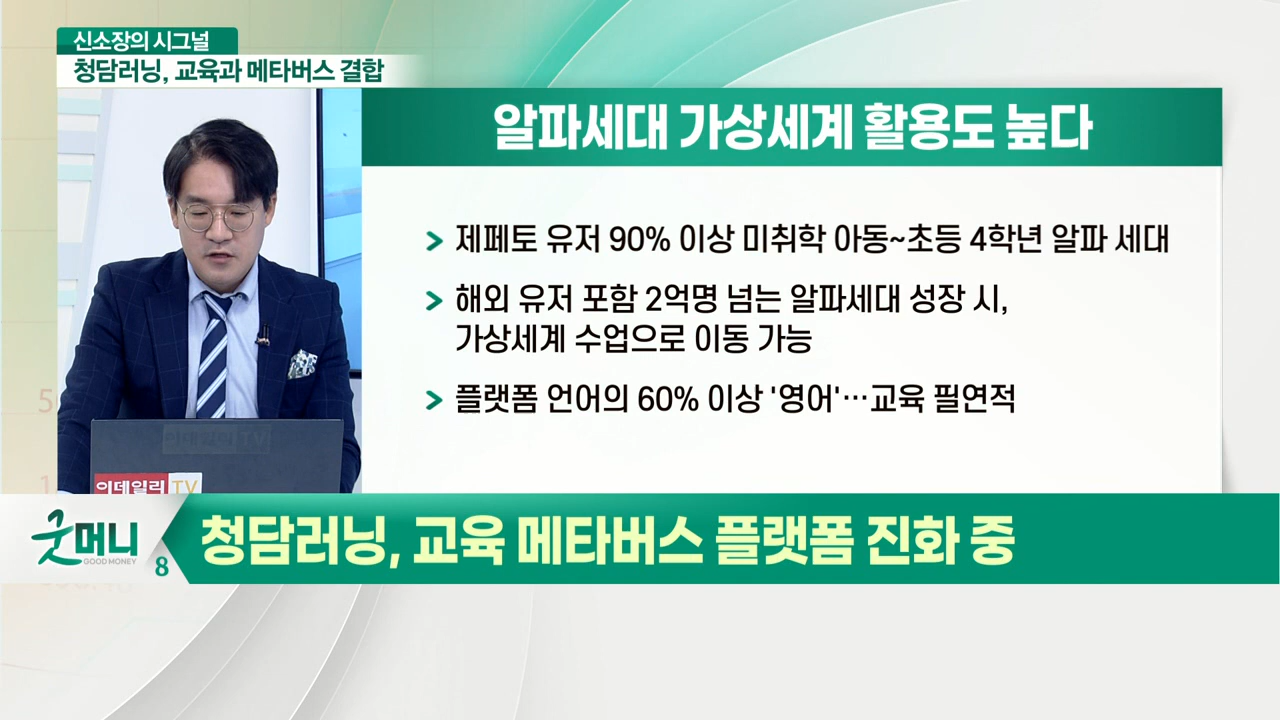 신소장의 시그널
청담러닝, 교육과 메타버스 결합
알파세대 가상세계 활용도 높다
제페토 유저 90% 이상 미취학 아동~초등 4학년 알파 세대
해외 유저 포함 2억명 넘는 알파세대 성장 시,
가상세계 수업으로 이동 가능
플랫폼 언어의 60% 이상 '영어'…교육 필연적
이데일리 TV
이데일리 TV
굿머니
GOOD MONEY
8
청담러닝, 교육 메타버스 플랫폼 진화 중